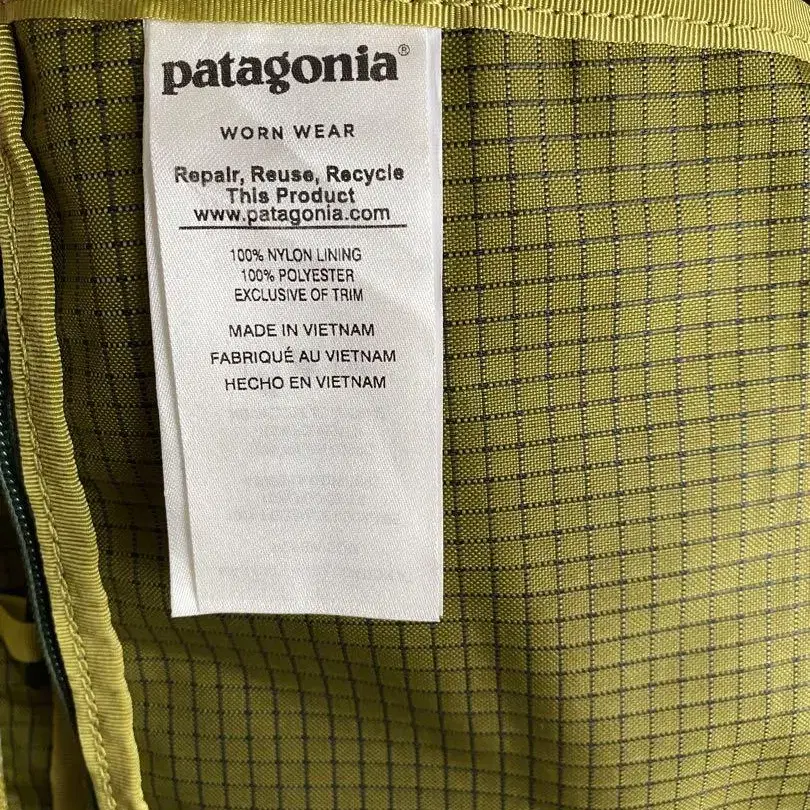 patagonia®
WORN WEAR
Repair, Reuse, Recycle
This Product
www.patagonia.com
100% NYLON LINING
100% POLYESTER
EXCLUSIVE OF TRIM
MADE IN VIETNAM
FABRIQUÉ AU VIETNAM
HECHO EN VIETNAM